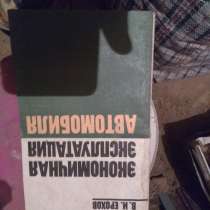 В. И. ЕРОХОВ
ЭКОНОМИЧНАЯ
ЭКСПЛУАТАЦИЯ
АВТОМОБИЛЯ